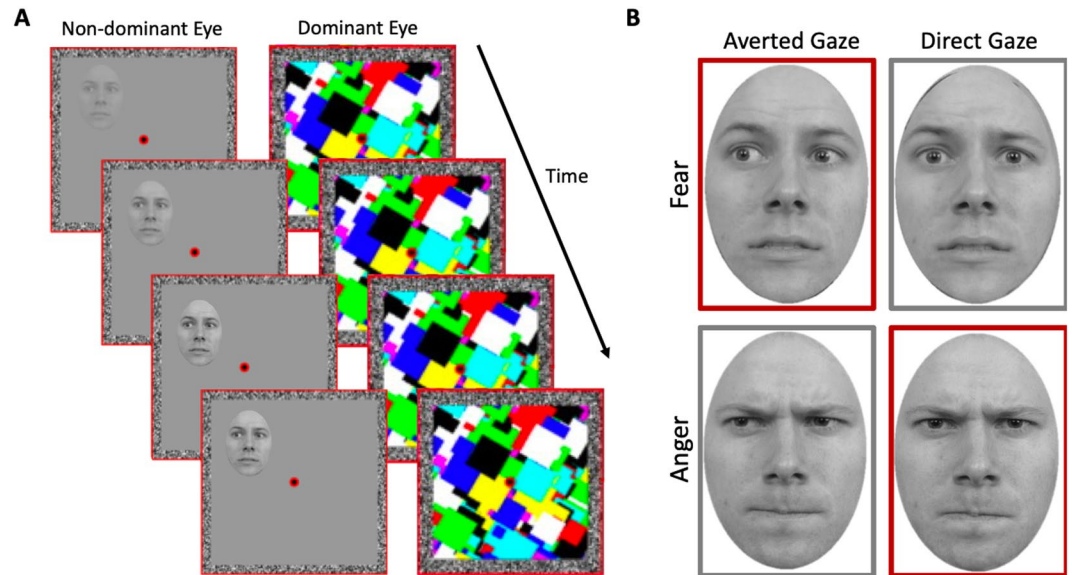 A
Non-dominant Eye
Dominant Eye
Time
B
Averted Gaze
Direct Gaze
Fear
Anger